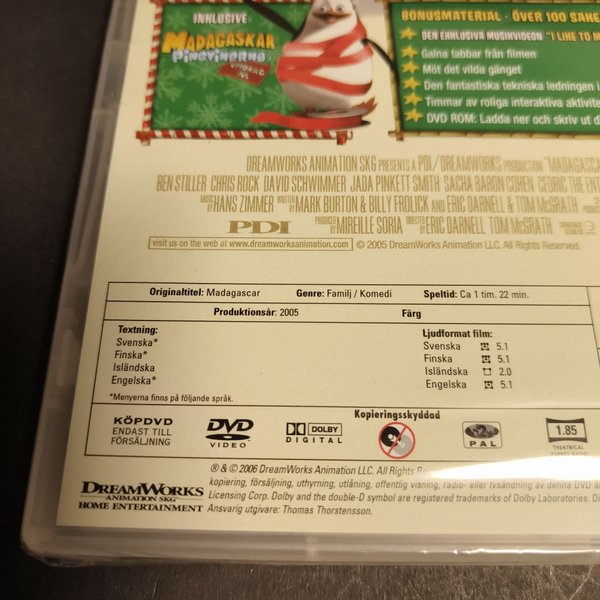 INKLUSIVE
MADAGASKAR
PINGVINERNA
UPPDRAG
JUL
BONUSMATERIAL - ÖVER 100
DEN EXKLUSIVA MUSIKVIDEON "I LIKE TO
Galna tabbar från filmen
Möt det vilda gänget
Den fantastiska tekniska ledningen i
Timmar av roliga interaktiva
DVD ROM: Ladda ner och skriv ut
DREAMWORKS ANIMATION SKG PRESENTS A PDI/DREAMWORKS PRODUCTION
BEN STILLER CHRIS ROCK DAVID SCHWIMMER JADA PINKETT SMITH SACHA BARON COHEN CEDRIC THE
MUSIC BY HANS ZIMMER WRITTEN BY MARK BURTON & BILLY FROLICK AND ERIC DARNELL & TOM McGRATH
PDI PRODUCED BY MIREILLE SORIA DIRECTED BY ERIC DARNELL TOM McGRATH
visit us on the web at www.dreamworksanimation.com © 2005 DreamWorks Animation LLC. All Rights Reserved.
Originaltitel: Madagascar Genre: Familj / Komedi Speltid: Ca 1 tim. 22 min.
Produktionsår: 2005 Färg
Textning: Ljudformat film:
Svenska* Svenska 5.1
Finska* Finska 5.1
Isländska Isländska 2.0
Engelska* Engelska 5.1
*Menyerna finns på följande språk.
Kopieringsskyddad
KÖPDVD
ENDAST TILL
FÖRSÄLJNING
DVD
VIDEO
DOLBY
DIGITAL
PAL
1.85
THEATRICAL
® & © 2006 DreamWorks Animation LLC. All Rights
kopiering, försäljning, uthyrning, utlåning, offentlig visning, radio- eller tvsändning av denna DVD
Licensing Corp. Dolby and the double-D symbol are registered trademarks of Dolby Laboratories.
Ansvarig utgivare: Thomas Thorstensson.
DREAMWORKS
ANIMATION SKG
HOME ENTERTAINMENT